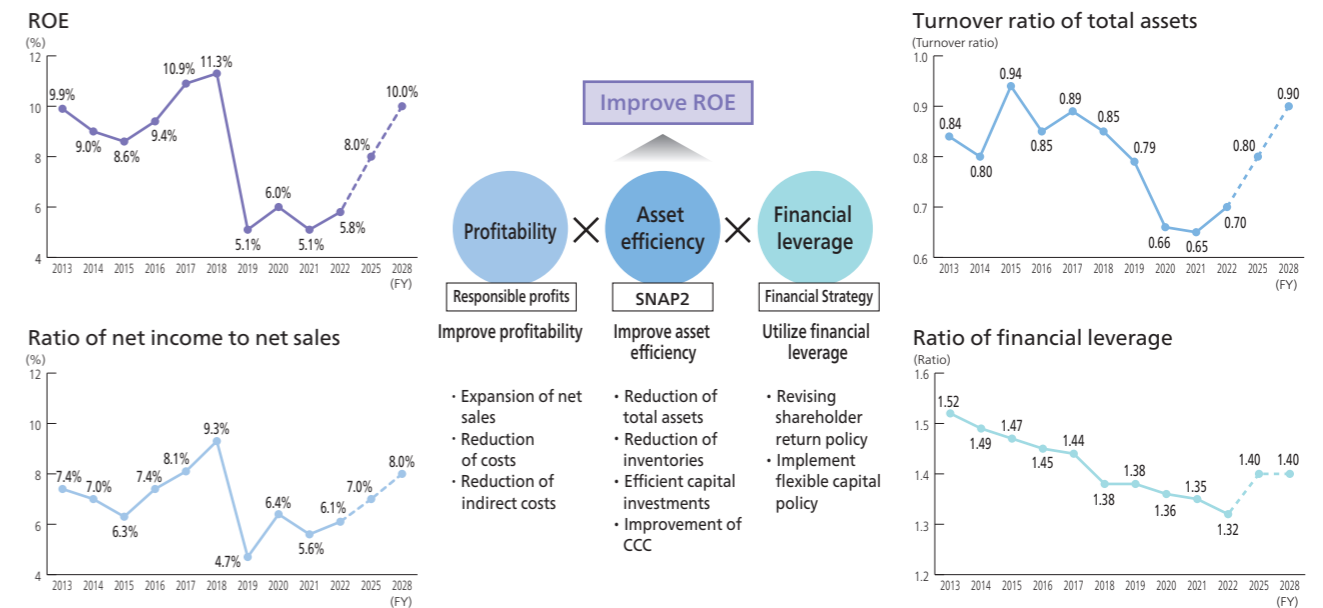 ROE
(%)
12
10
8
6
4
9.9%
9.0%
8.6%
9.4%
10.9%
11.3%
5.1%
6.0%
5.1%
5.8%
8.0%
10.0%
2013 2014 2015 2016 2017 2018 2019 2020 2021 2022 2025 2028
(FY)
Ratio of net income to net sales
(%)
12
10
8
6
4
7.4%
7.0%
6.3%
7.4%
8.1%
9.3%
4.7%
6.4%
5.6%
6.1%
7.0%
8.0%
2013 2014 2015 2016 2017 2018 2019 2020 2021 2022 2025 2028
(FY)
Improve ROE
Profitability
×
Asset
efficiency
×
Financial
leverage
Responsible profits
Improve profitability
・Expansion of net
sales
・Reduction
of costs
・Reduction of
indirect costs
SNAP2
Improve asset
efficiency
・Reduction of
total assets
・Reduction of
inventories
・Efficient capital
investments
・Improvement of
CCC
Financial Strategy
Utilize financial
leverage
・Revising
shareholder
return policy
・Implement
flexible capital
policy
Turnover ratio of total assets
(Turnover ratio)
1.0
0.9
0.8
0.7
0.6
0.84
0.80
0.94
0.85
0.89
0.85
0.79
0.66
0.65
0.70
0.80
0.90
2013 2014 2015 2016 2017 2018 2019 2020 2021 2022 2025 2028
(FY)
Ratio of financial leverage
(Ratio)
1.6
1.5
1.4
1.3
1.2
1.52
1.49
1.47
1.45
1.44
1.38
1.38
1.36
1.35
1.32
1.40
1.40
2013 2014 2015 2016 2017 2018 2019 2020 2021 2022 2025 2028
(FY)